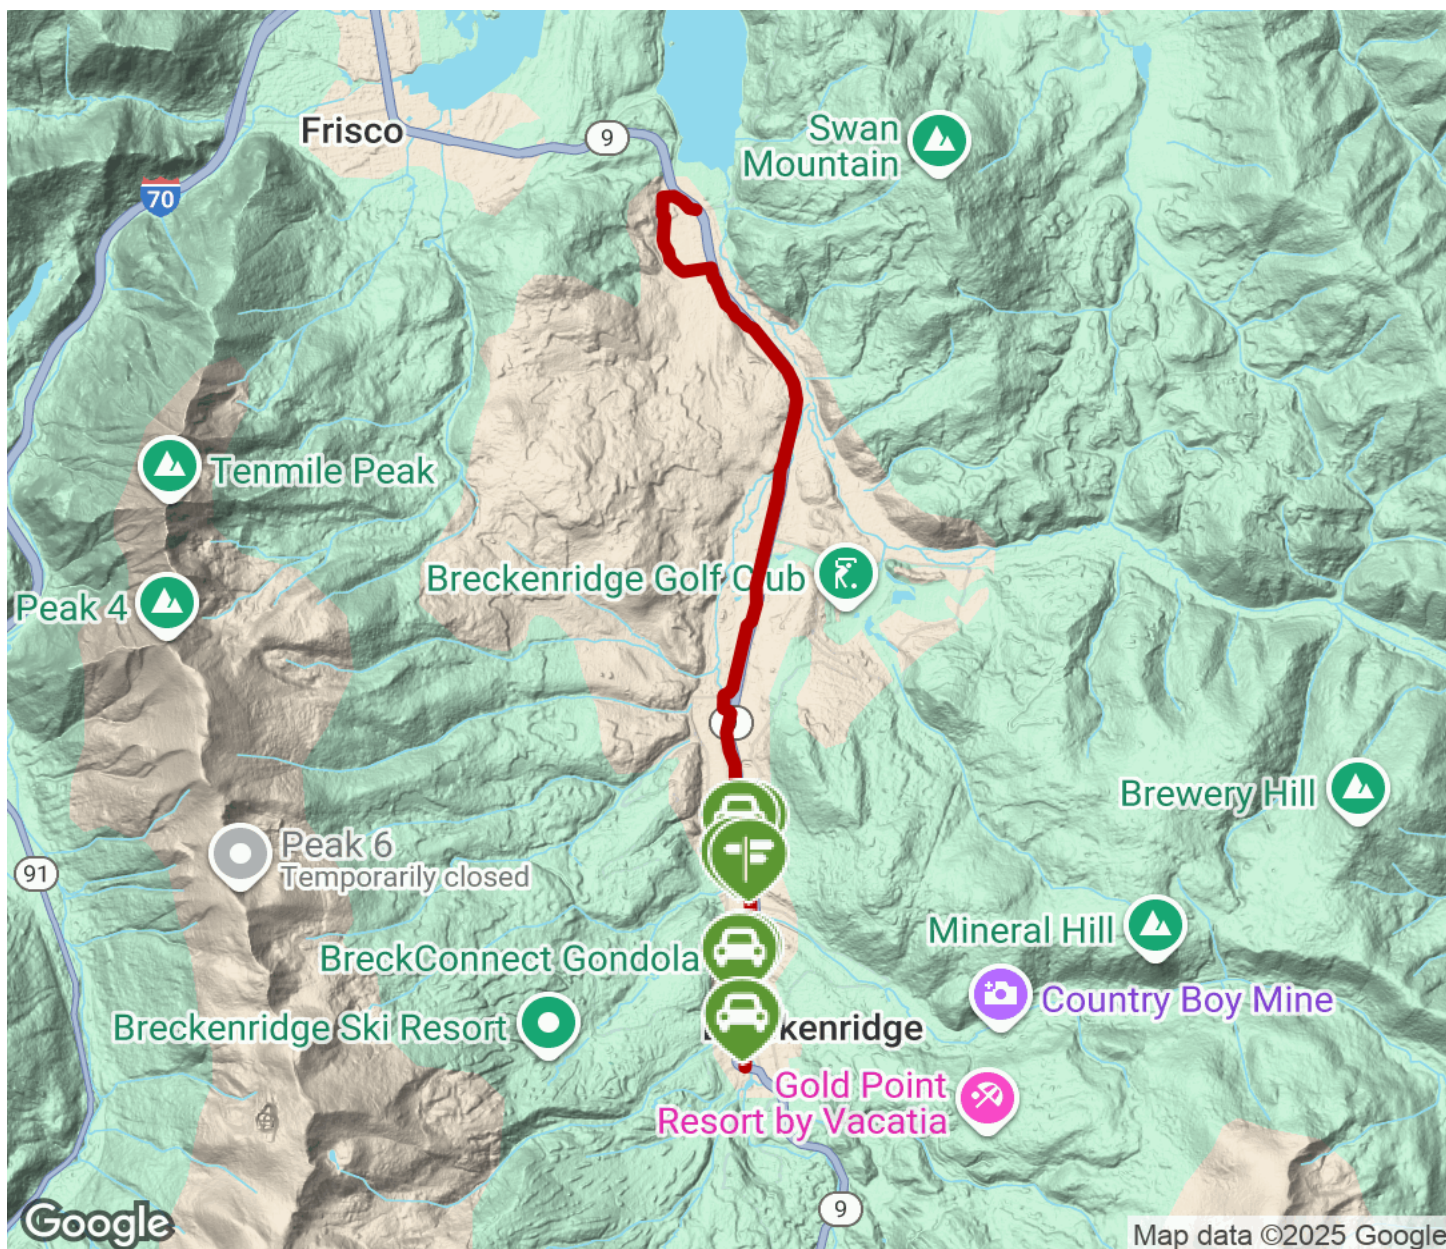 Frisco
9
Swan
Mountain
70
Tenmile Peak
Breckenridge Golf Club
Peak 4
Brewery Hill
Peak 6
Temporarily closed
91
Mineral Hill
BreckConnect Gondola
Country Boy Mine
Breckenridge Ski Resort
kenridge
Gold Point
Resort by Vacatia
9
Google
Map data ©2025 Google